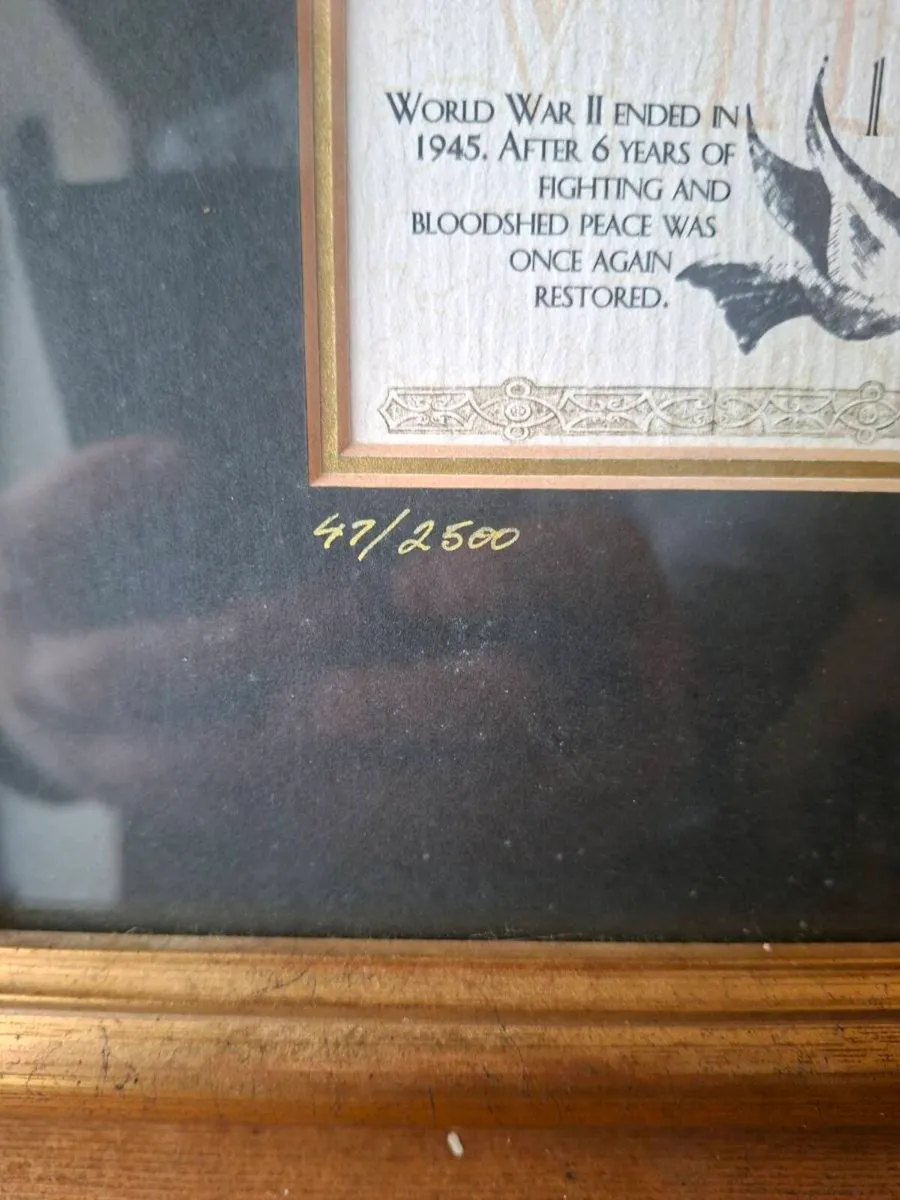 WORLD WAR II ENDED IN
1945. AFTER 6 YEARS OF
FIGHTING AND
BLOODSHED PEACE WAS
ONCE AGAIN
RESTORED.
47/2500